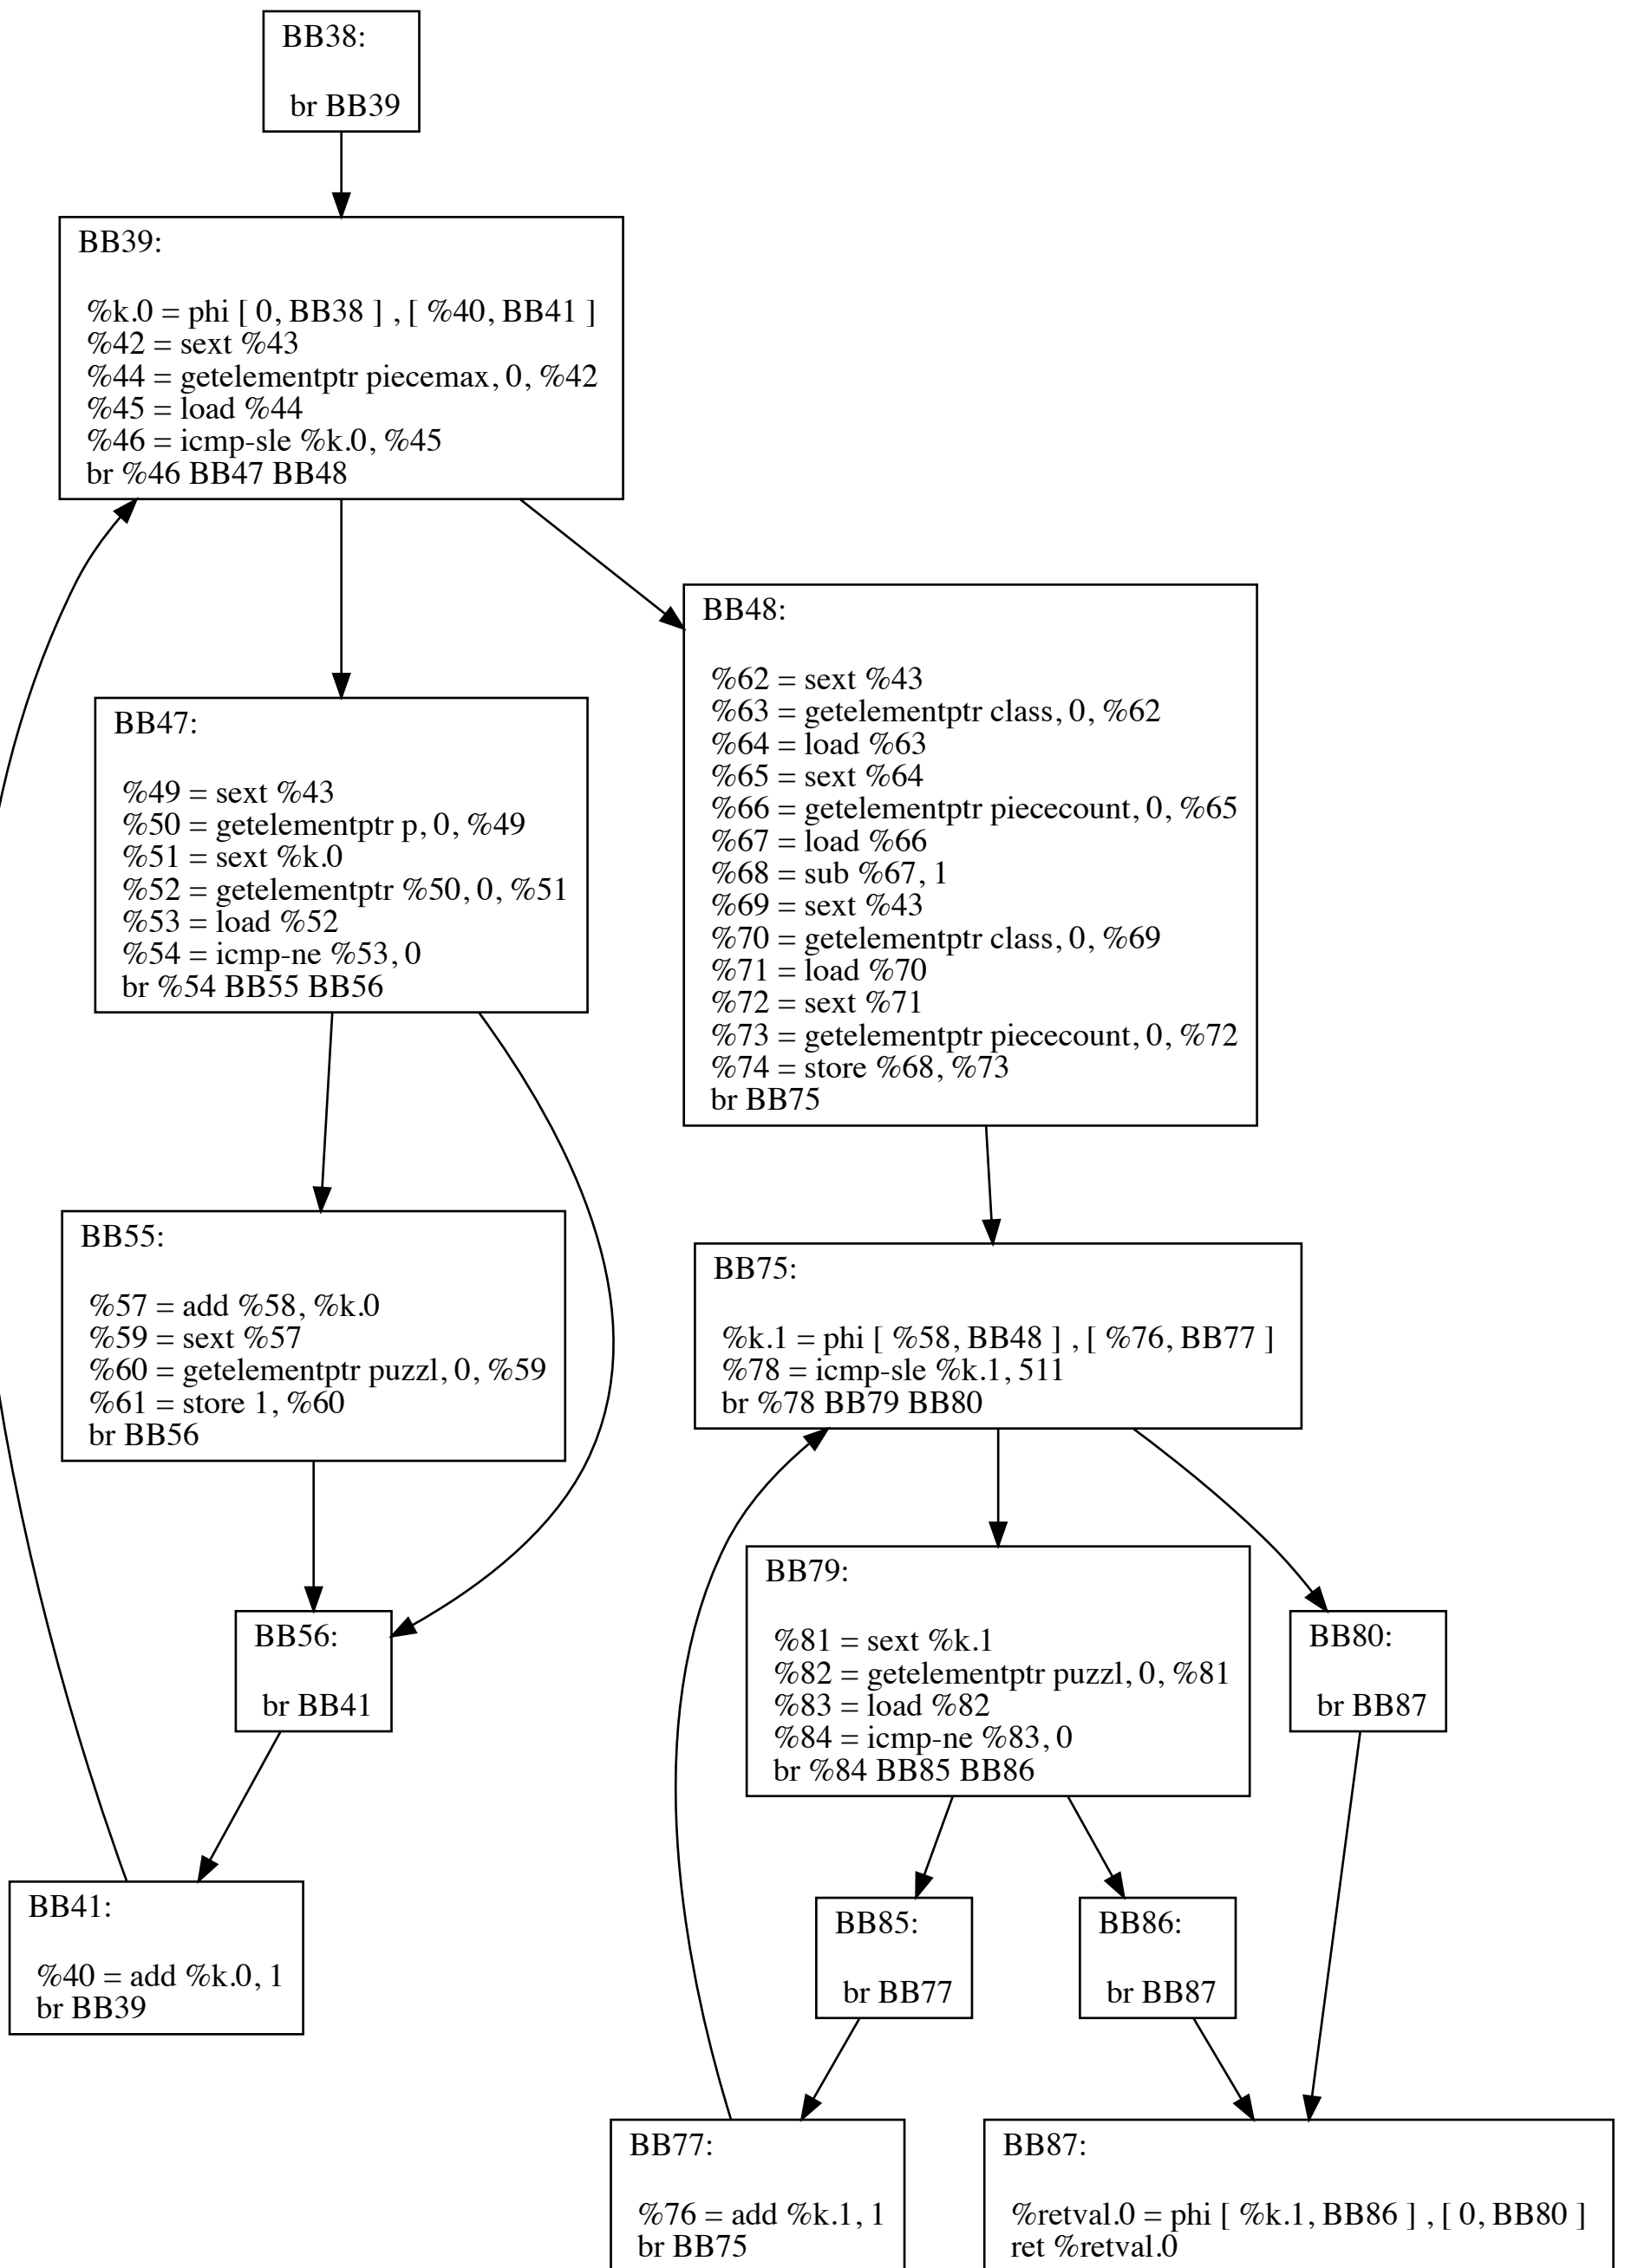 BB38:
br BB39
BB39:
%k.0 = phi [ 0, BB38 ] , [ %40, BB41 ]
%42 = sext %43
%44 = getelementptr piecemax, 0, %42
%45 = load %44
%46 = icmp-sle %k.0, %45
br %46 BB47 BB48
BB47:
%49 = sext %43
%50 = getelementptr p, 0, %49
%51 = sext %k.0
%52 = getelementptr %50, 0, %51
%53 = load %52
%54 = icmp-ne %53, 0
br %54 BB55 BB56
BB48:
%62 = sext %43
%63 = getelementptr class, 0, %62
%64 = load %63
%65 = sext %64
%66 = getelementptr piececount, 0, %65
%67 = load %66
%68 = sub %67, 1
%69 = sext %43
%70 = getelementptr class, 0, %69
%71 = load %70
%72 = sext %71
%73 = getelementptr piececount, 0, %72
%74 = store %68, %73
br BB75
BB55:
%57 = add %58, %k.0
%59 = sext %57
%60 = getelementptr puzzl, 0, %59
%61 = store 1, %60
br BB56
BB75:
%k.1 = phi [ %58, BB48 ] , [ %76, BB77 ]
%78 = icmp-sle %k.1, 511
br %78 BB79 BB80
BB56:
br BB41
BB79:
%81 = sext %k.1
%82 = getelementptr puzzl, 0, %81
%83 = load %82
%84 = icmp-ne %83, 0
br %84 BB85 BB86
BB80:
br BB87
BB41:
%40 = add %k.0, 1
br BB39
BB85:
br BB77
BB86:
br BB87
BB77:
%76 = add %k.1, 1
br BB75
BB87:
%retval.0 = phi [ %k.1, BB86 ] , [ 0, BB80 ]
ret %retval.0